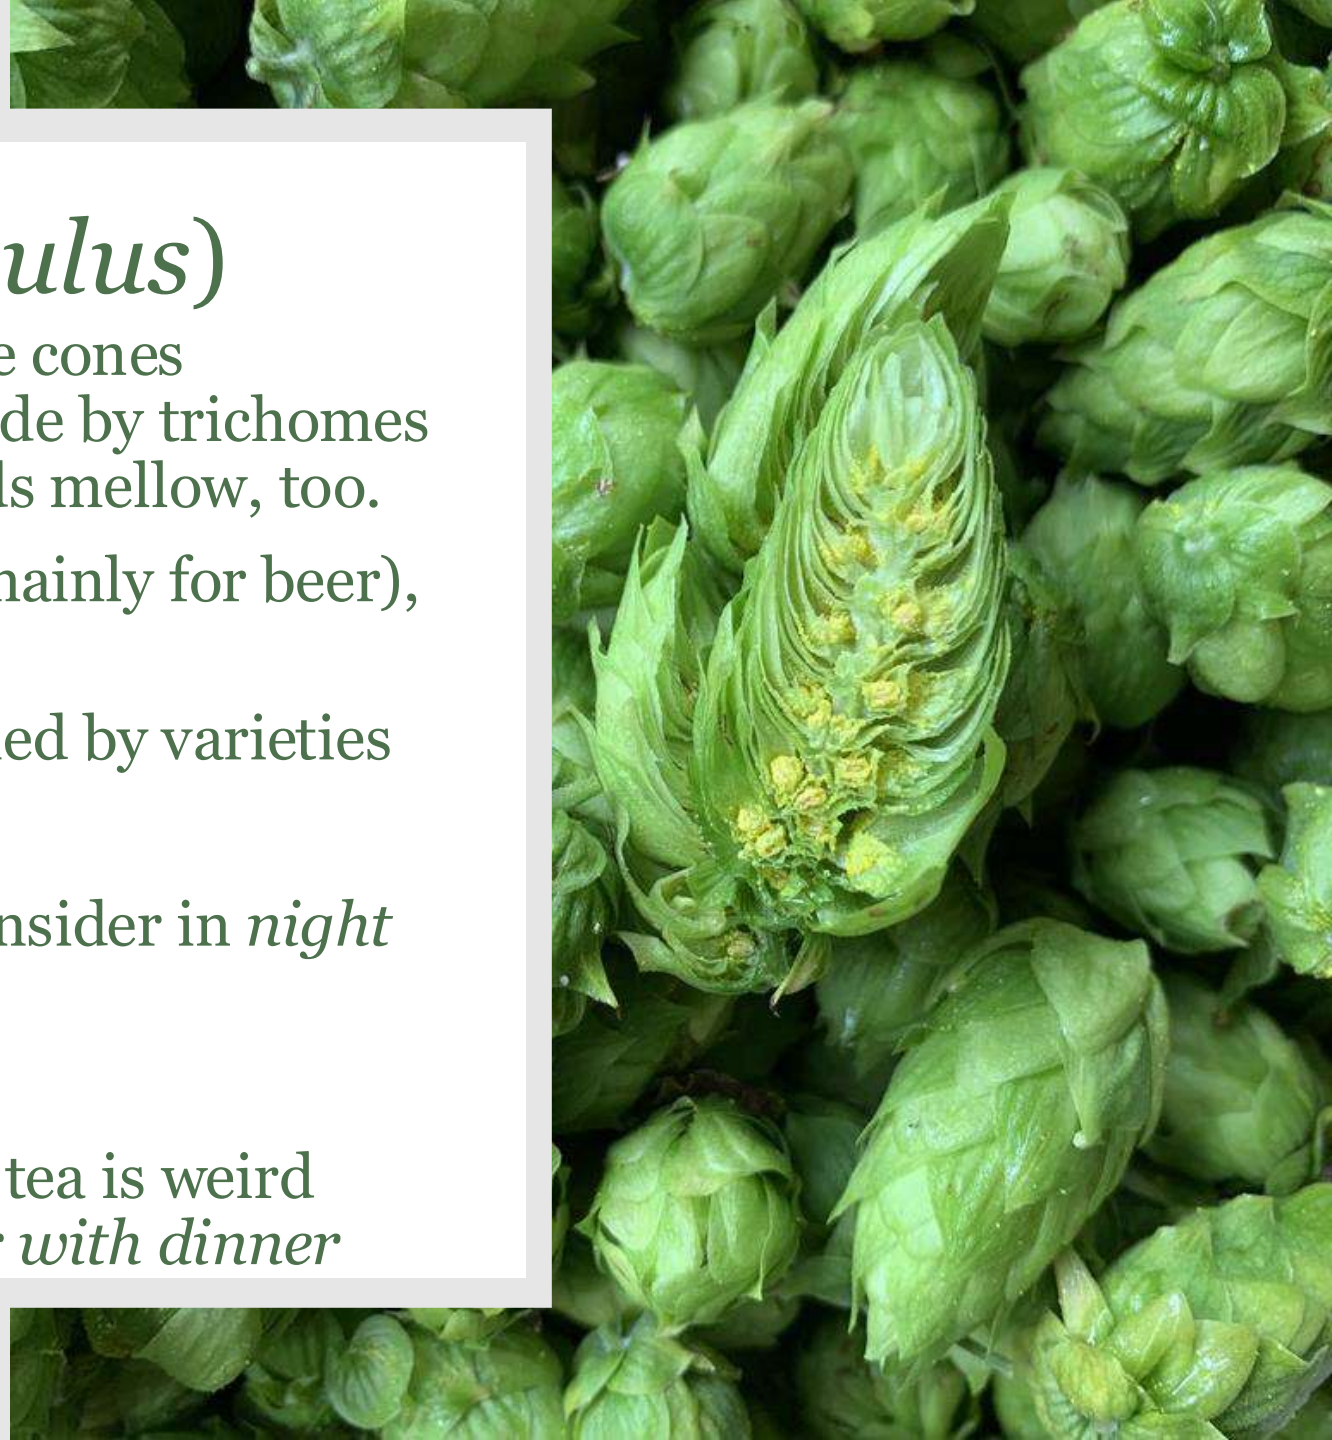 ulus)
e cones
de by trichomes
ls mellow, too.
nainly for beer),
ed by varieties
nsider in night
tea is weird
r with dinner